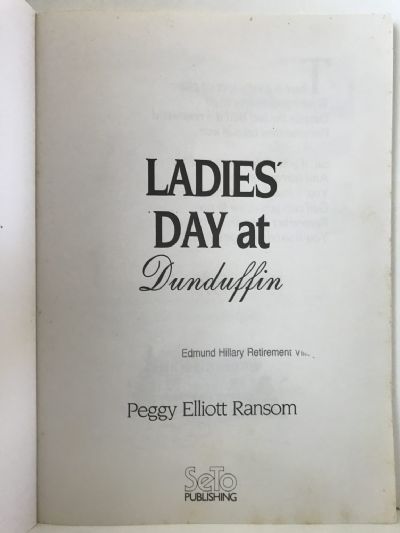 LADIES'
DAY at
Dunduffin
Edmund Hillary Retirement
Peggy Elliott Ransom
SeTo
PUBLISHING